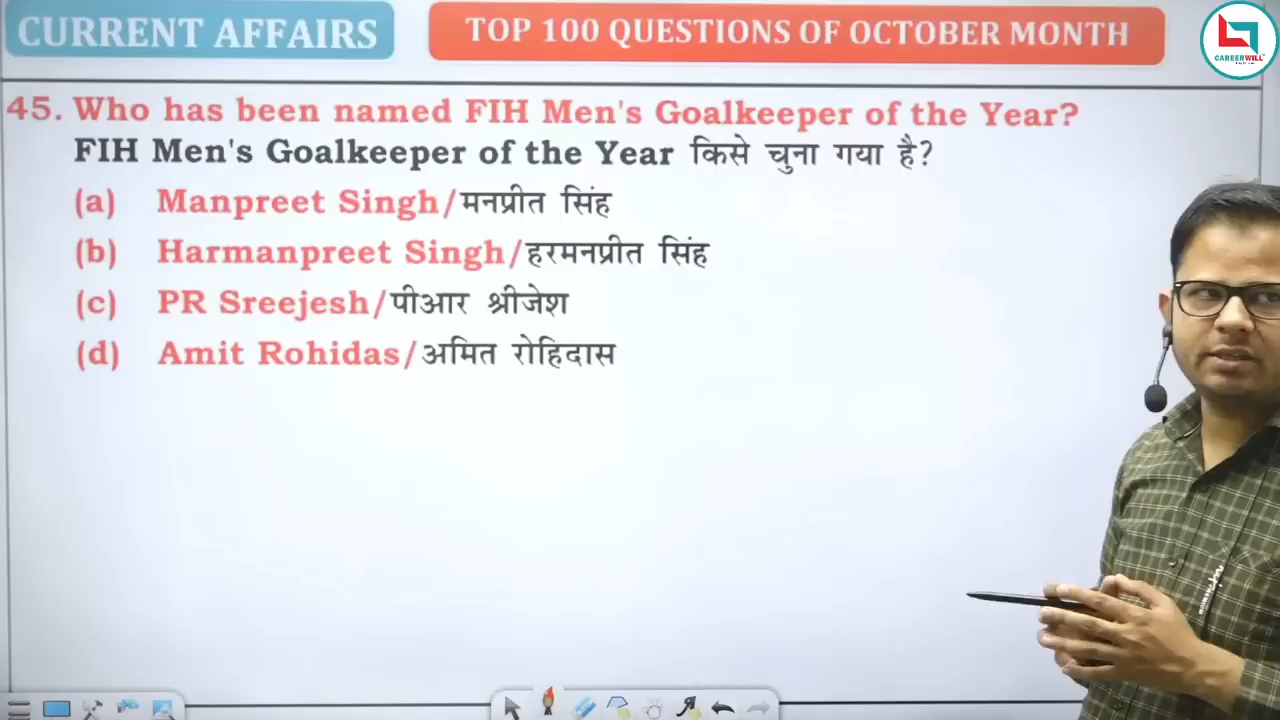 CURRENT AFFAIRS
TOP 100 QUESTIONS OF OCTOBER MONTH
CAREERWILL
45. Who has been named FIH Men's Goalkeeper of the Year?
FIH Men's Goalkeeper of the Year किसे चुना गया है?
(a) Manpreet Singh/मनप्रीत सिंह
(b) Harmanpreet Singh/हरमनप्रीत सिंह
(c) PR Sreejesh/पीआर श्रीजेश
(d) Amit Rohidas/अमित रोहिदास